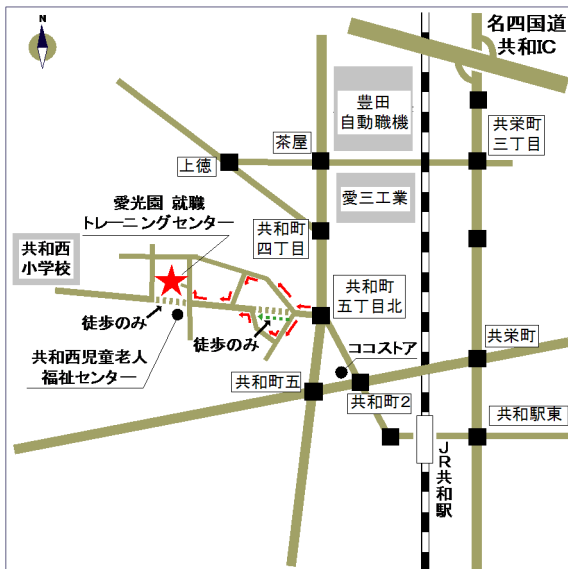 N
名四国道
共和IC
豊田
自動職機
共栄町
三丁目
茶屋
上徳
愛光園 就職
トレーニングセンター
愛三工業
共和町
四丁目
共和西
小学校
共和町
五丁目北
徒歩のみ
徒歩のみ
共和西児童老人
福祉センター
ココストア
共栄町
共和町五
共和町2
共和駅東
JR共和駅